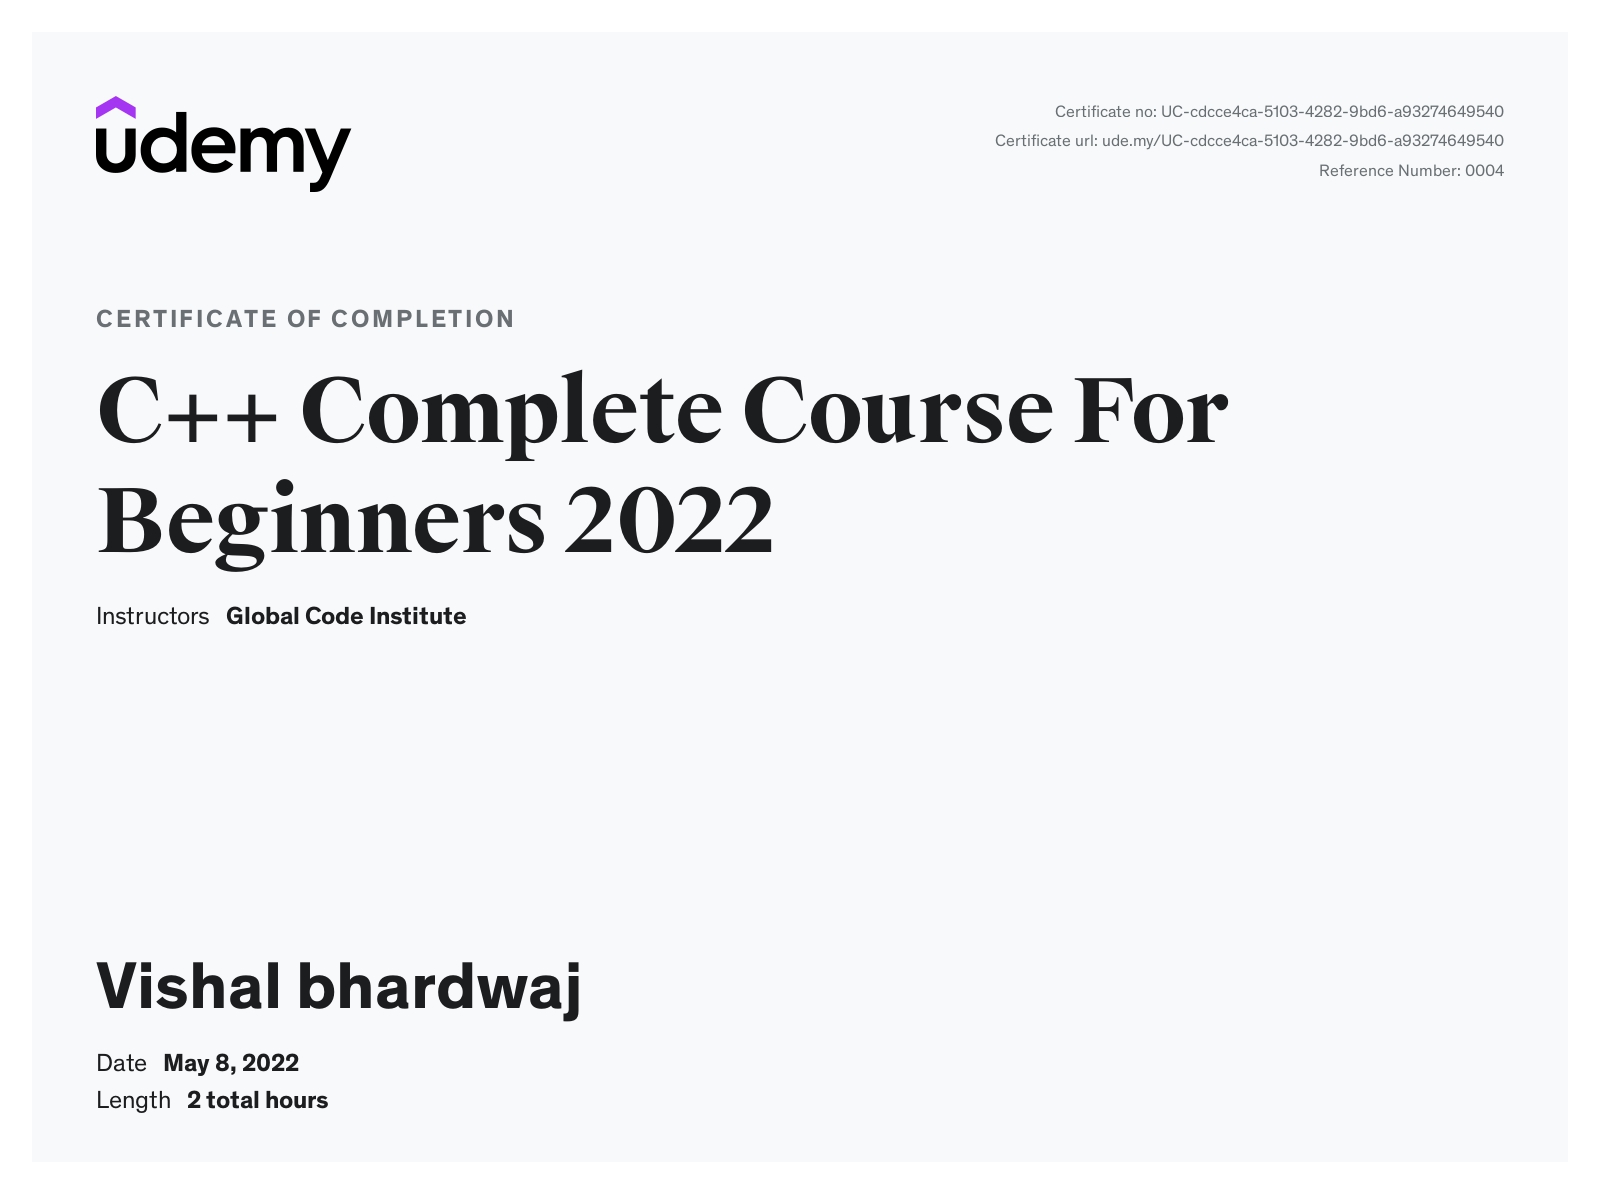 udemy
Certificate no: UC-cdcce4ca-5103-4282-9bd6-a93274649540
Certificate url: ude.my/UC-cdcce4ca-5103-4282-9bd6-a93274649540
Reference Number: 0004
CERTIFICATE OF COMPLETION
C++ Complete Course For
Beginners 2022
Instructors Global Code Institute
Vishal bhardwaj
Date May 8, 2022
Length 2 total hours